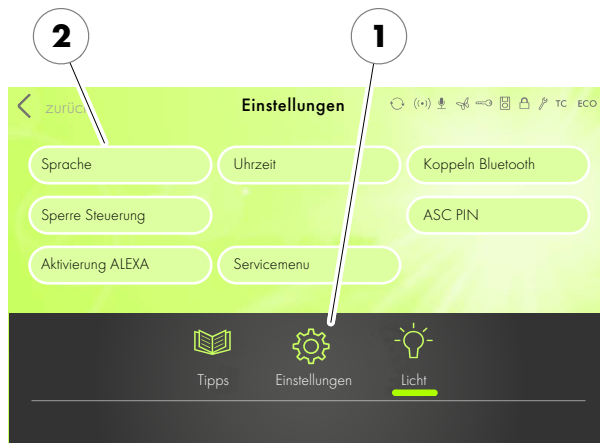 2 1
zurück Einstellungen TC ECO
Sprache Uhrzeit Koppeln Bluetooth
Sperre Steuerung ASC PIN
Aktivierung ALEXA Servicemenu
Tipps Einstellungen Licht